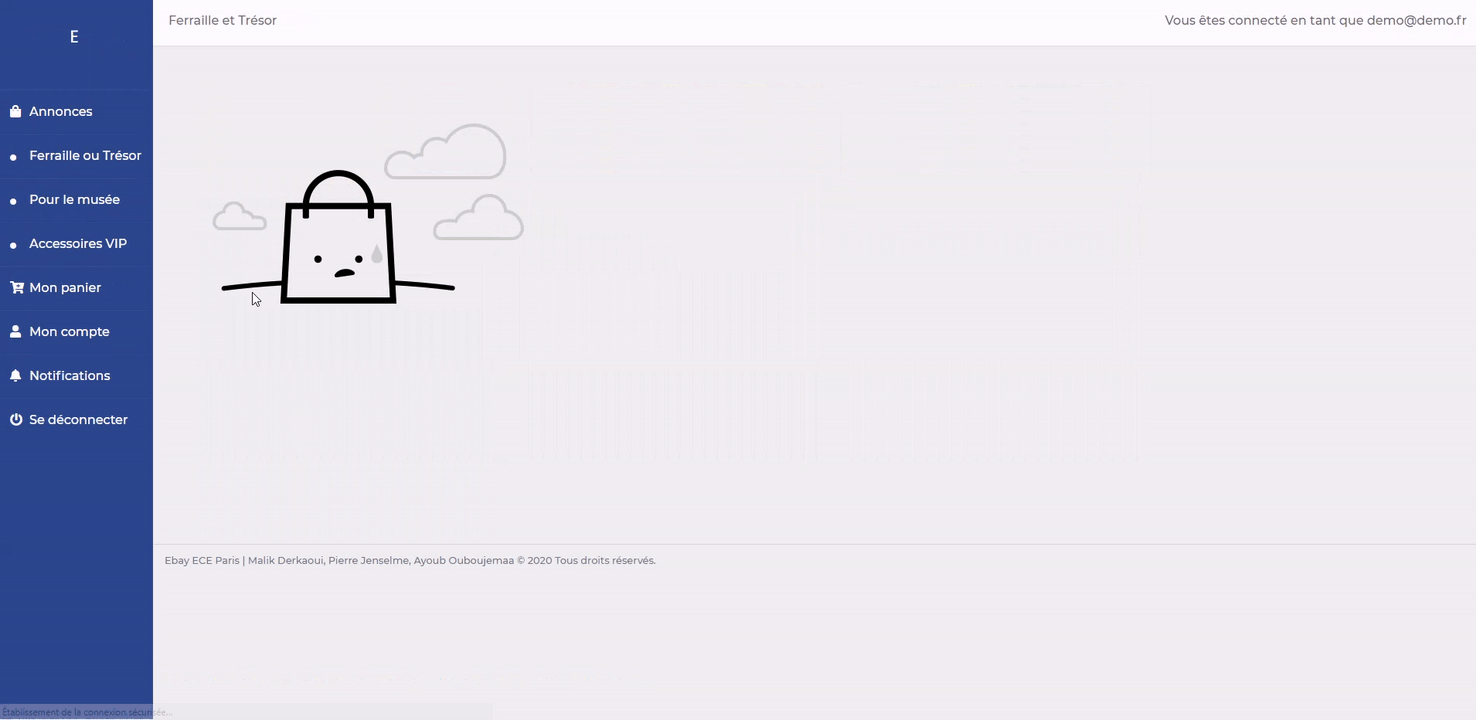 E
Ferraille et Trésor
Vous êtes connecté en tant que demo@demo.fr
Annonces
Ferraille ou Trésor
Pour le musée
Accessoires VIP
Mon panier
Mon compte
Notifications
Se déconnecter
Ebay ECE Paris | Malik Derkaoui, Pierre Jenselme, Ayoub Ouboujemaa © 2020 Tous droits réservés.
Établissement de la connexion sécurisée...